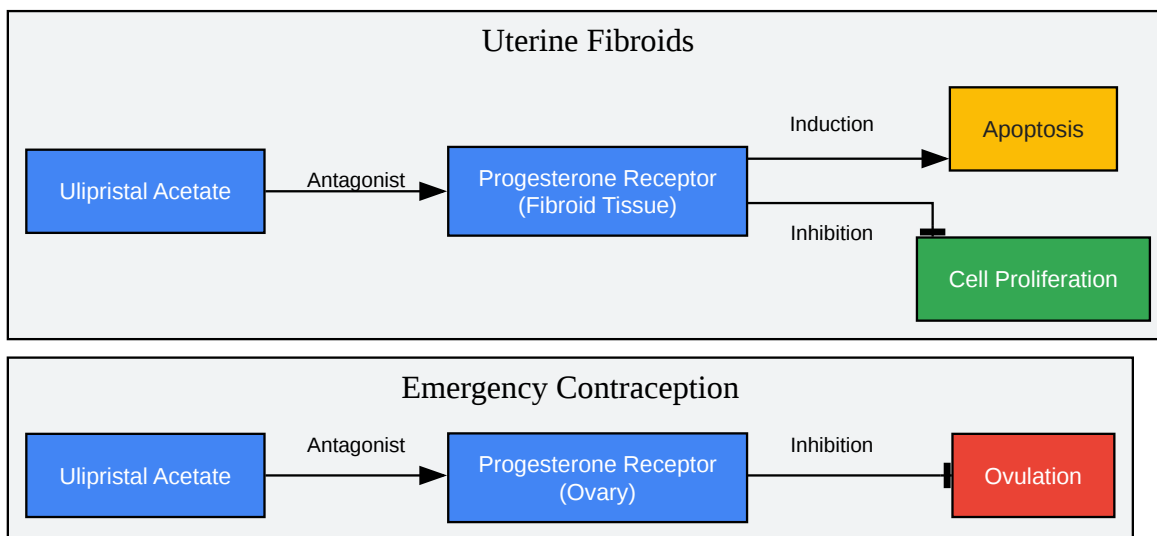 Uterine Fibroids
Induction
Apoptosis
Ulipristal Acetate
Antagonist
Progesterone Receptor
(Fibroid Tissue)
Inhibition
Cell Proliferation
Emergency Contraception
Ulipristal Acetate
Antagonist
Progesterone Receptor
(Ovary)
Inhibition
Ovulation